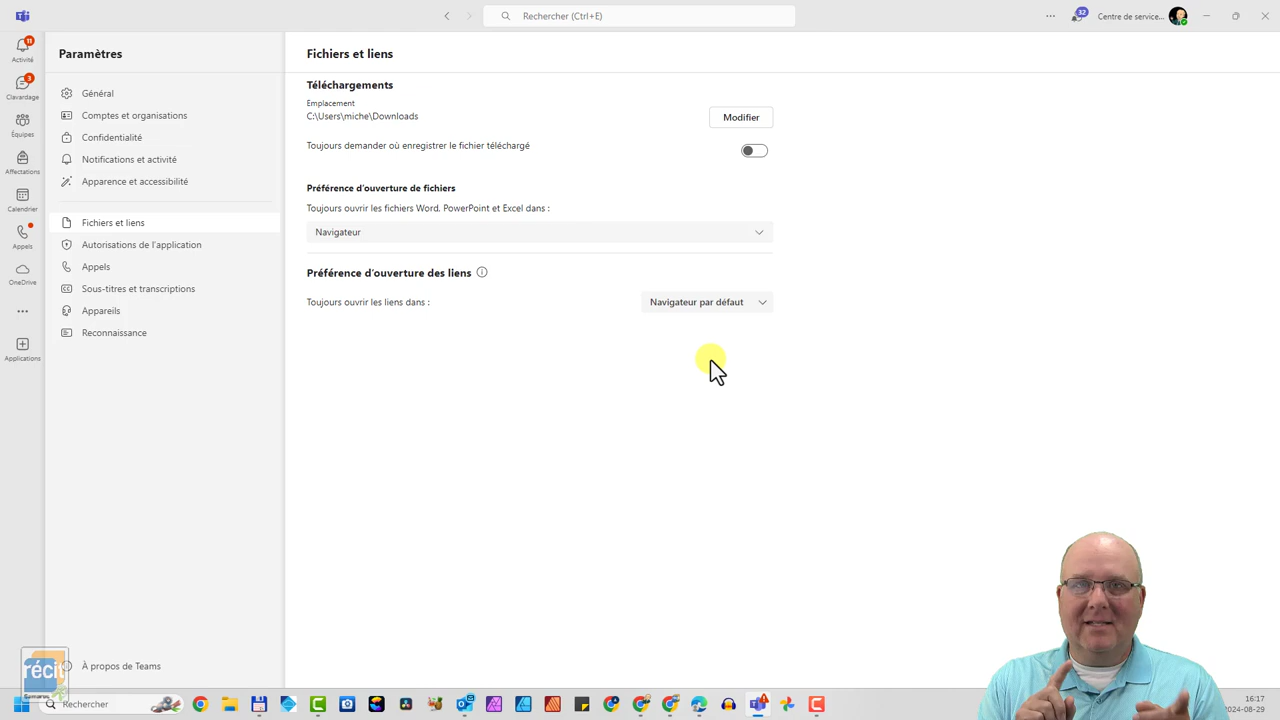 Rechercher (Ctrl+E)
32
Centre de service...
11
Activité
3
Clavardage
Équipes
Affectations
Calendrier
Appels
OneDrive
Applications
Paramètres
Général
Comptes et organisations
Confidentialité
Notifications et activité
Apparence et accessibilité
Fichiers et liens
Autorisations de l'application
Appels
Sous-titres et transcriptions
Appareils
Reconnaissance
À propos de Teams
Fichiers et liens
Téléchargements
Emplacement
C:\Users\miche\Downloads
Modifier
Toujours demander où enregistrer le fichier téléchargé
Préférence d'ouverture de fichiers
Toujours ouvrir les fichiers Word, PowerPoint et Excel dans :
Navigateur
Préférence d'ouverture des liens
Toujours ouvrir les liens dans :
Navigateur par défaut
récit
Rechercher
16:17
2024-08-29